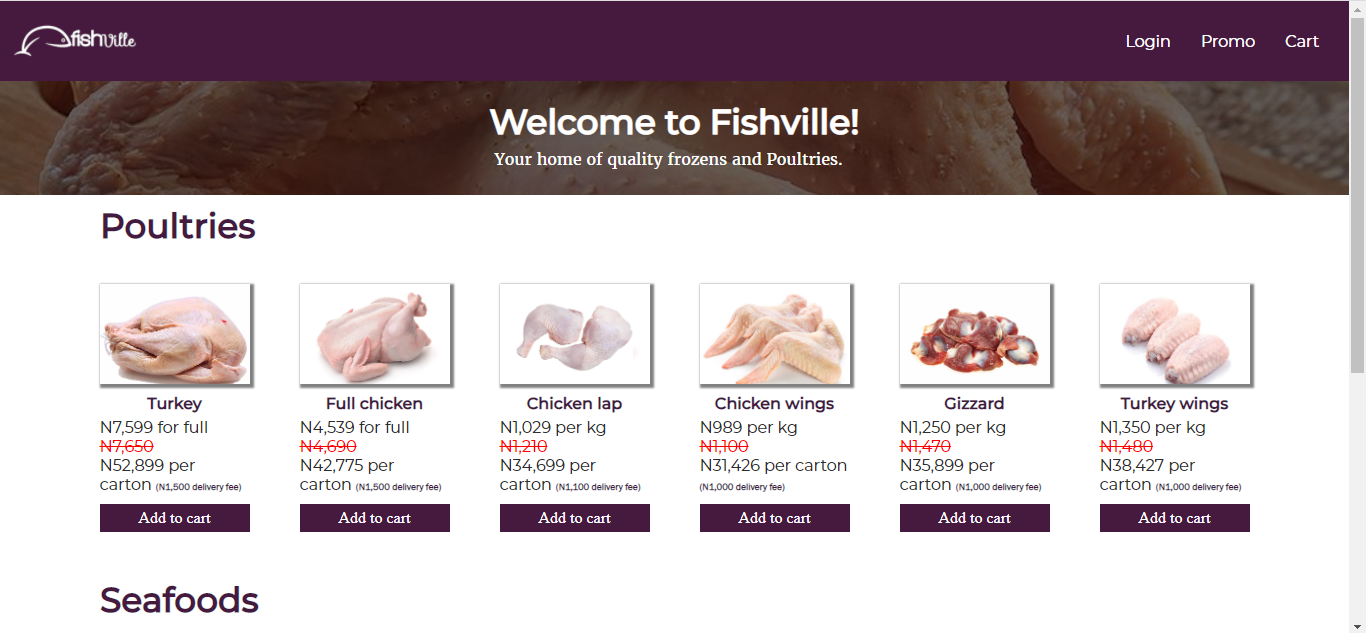 fishville
Login Promo Cart
Welcome to Fishville!
Your home of quality frozens and Poultries.
Poultries
Turkey
N7,599 for full
N7,650
N52,899 per
carton (N1,500 delivery fee)
Add to cart
Full chicken
N4,539 for full
N4,690
N42,775 per
carton (N1,500 delivery fee)
Add to cart
Chicken lap
N1,029 per kg
N1,210
N34,699 per
carton (N1,100 delivery fee)
Add to cart
Chicken wings
N989 per kg
N1,100
N31,426 per carton
(N1,000 delivery fee)
Add to cart
Gizzard
N1,250 per kg
N1,470
N35,899 per
carton (N1,000 delivery fee)
Add to cart
Turkey wings
N1,350 per kg
N1,480
N38,427 per
carton (N1,000 delivery fee)
Add to cart
Seafoods